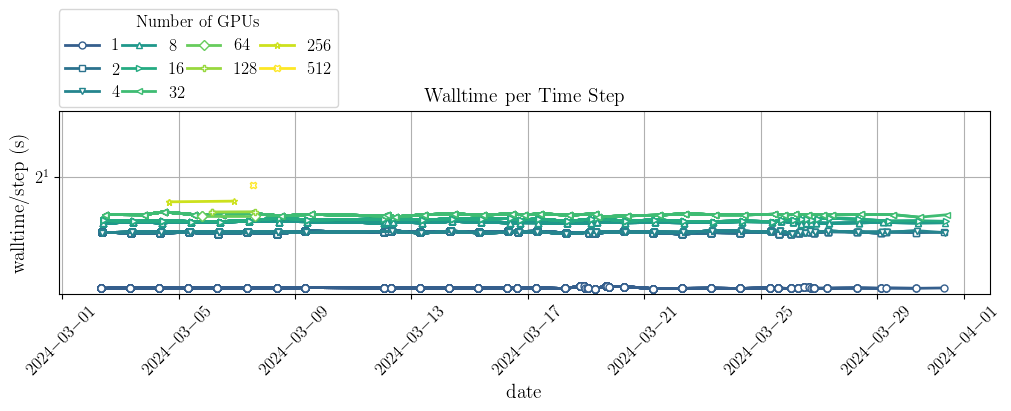 Number of GPUs
1 8 64 256
2 16 128 512
4 32
Walltime per Time Step
walltime/step (s)
2¹
2024−03−01 2024−03−05 2024−03−09 2024−03−13 2024−03−17 2024−03−21 2024−03−25 2024−03−29 2024−04−01
date